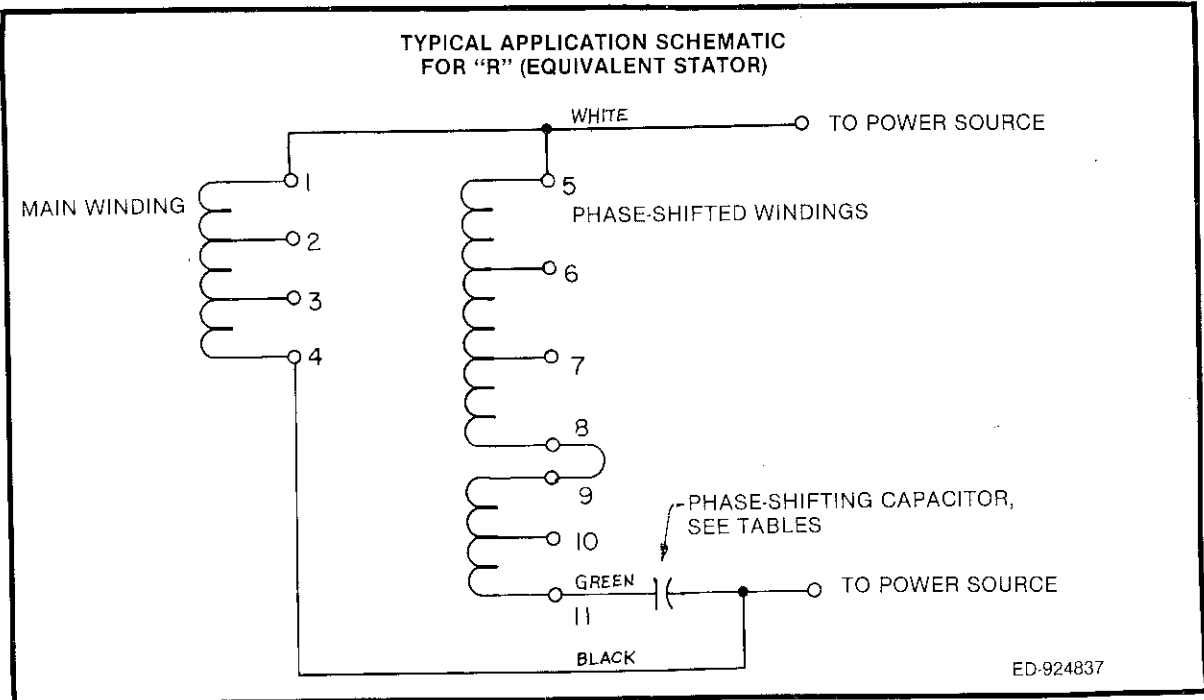 TYPICAL APPLICATION SCHEMATIC
FOR "R" (EQUIVALENT STATOR)
WHITE
TO POWER SOURCE
1
5
MAIN WINDING
PHASE-SHIFTED WINDINGS
2
6
3
4
7
8
9
PHASE-SHIFTING CAPACITOR,
SEE TABLES
10
GREEN
TO POWER SOURCE
11
BLACK
ED-924837